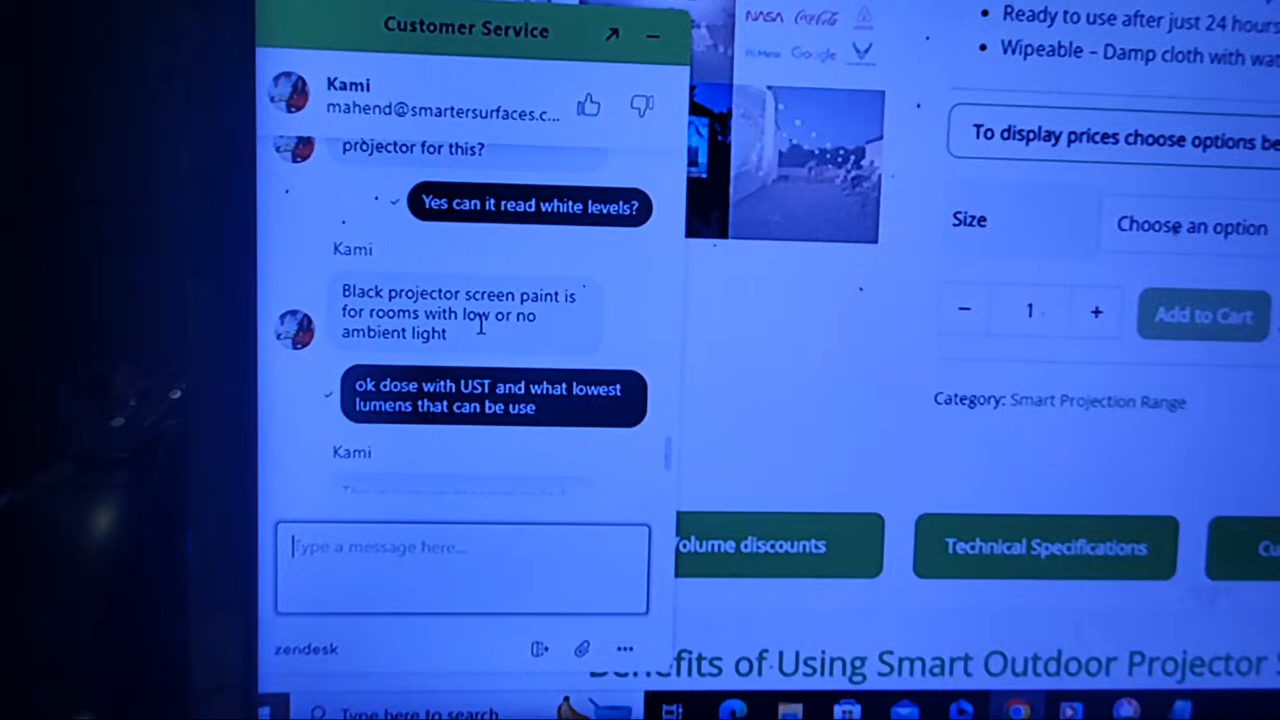 Customer Service
Kami
mahend@smartersurfaces.c...
projector for this?
Yes can it read white levels?
Kami
Black projector screen paint is
for rooms with low or no
ambient light
ok dose with UST and what lowest
lumens that can be use
Kami
Type a message here...
zendesk
Type here to search
NASA Coca-Cola
Google
Ready to use after just 24 hours
Wipeable – Damp cloth with
To display prices choose options
Size
Choose an option
− 1 +
Add to Cart
Category: Smart Projection Range
Volume discounts
Technical Specifications
of Using Smart Outdoor Projector